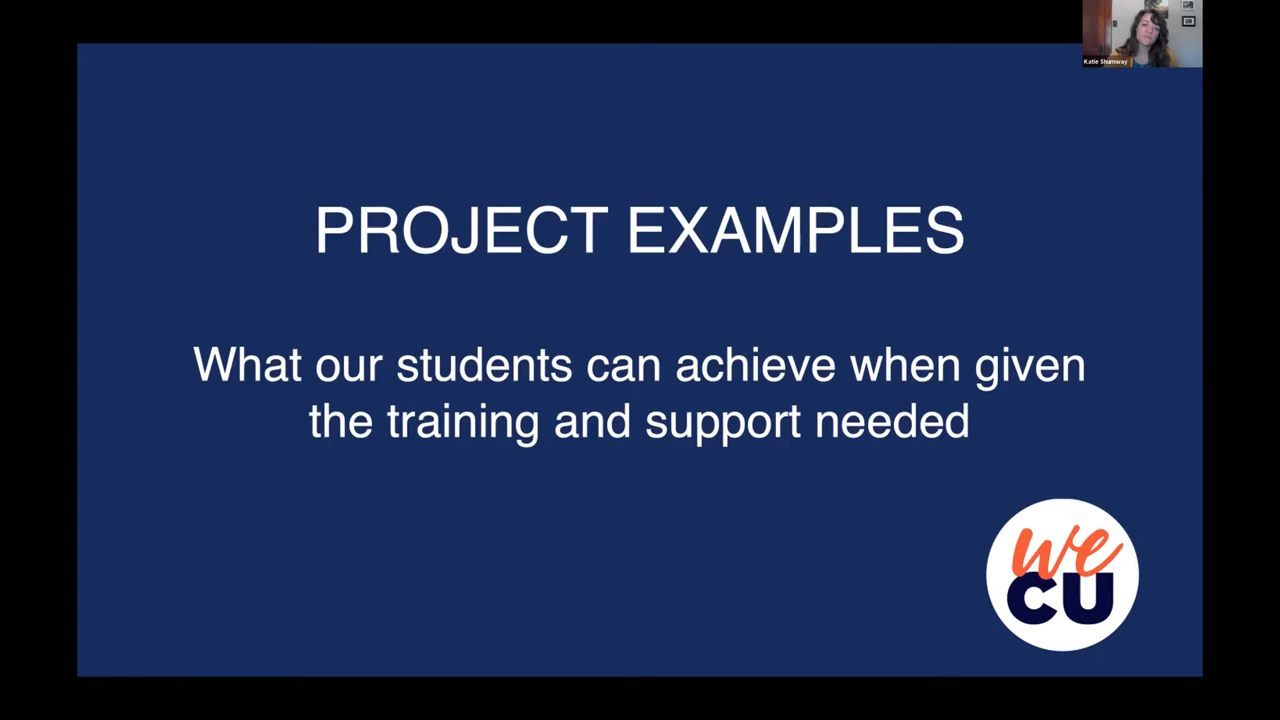 Katie Shumway
PROJECT EXAMPLES
What our students can achieve when given
the training and support needed
we
CU